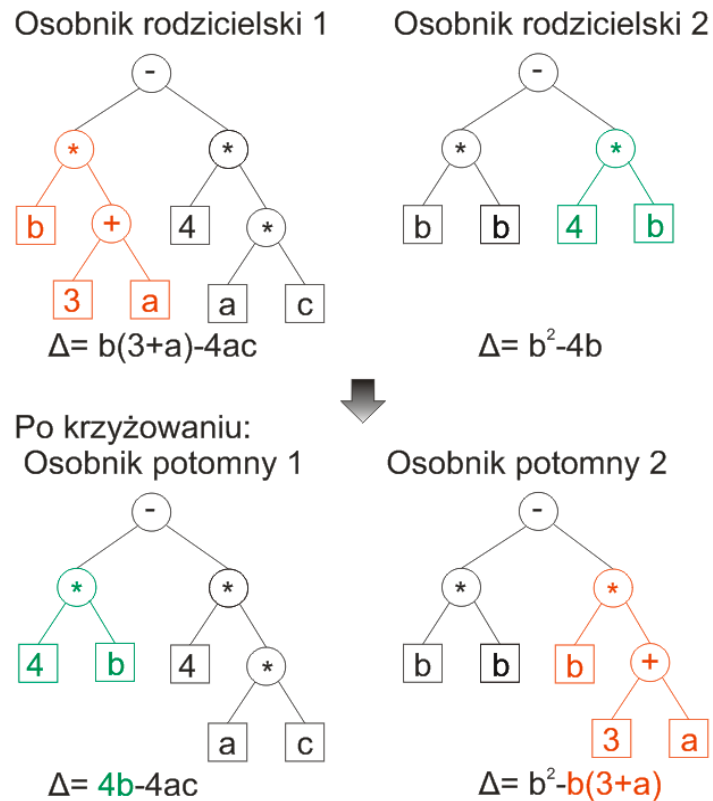 Osobnik rodzicielski 1 Osobnik rodzicielski 2
- -
* * * *
b + 4 * b b 4 b
3 a a c
Δ= b(3+a)-4ac Δ= b²-4b
Po krzyżowaniu:
Osobnik potomny 1 Osobnik potomny 2
- -
* * * *
4 b 4 * b b b +
a c 3 a
Δ= 4b-4ac Δ= b²-b(3+a)